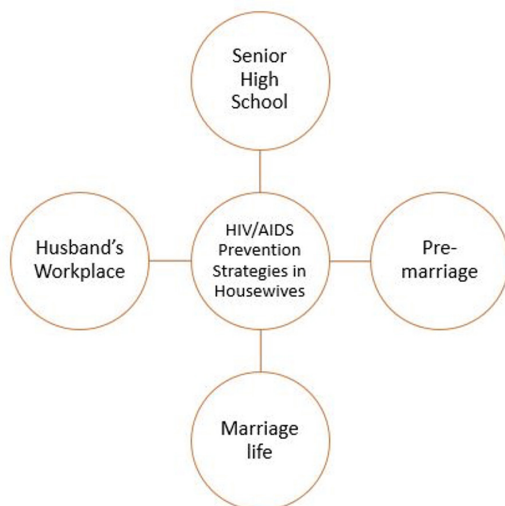 Senior
High
School
Husband's
Workplace
HIV/AIDS
Prevention
Strategies in
Housewives
Pre-
marriage
Marriage
life